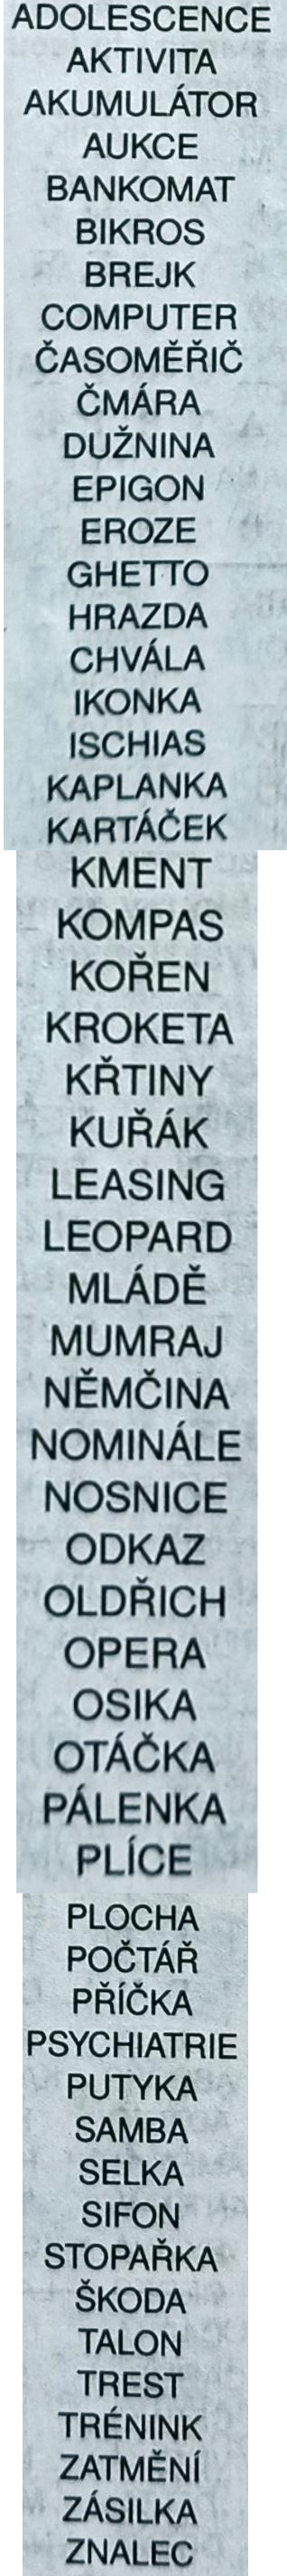 ADOLESCENCE
AKTIVITA
AKUMULÁTOR
AUKCE
BANKOMAT
BIKROS
BREJK
COMPUTER
ČASOMĚŘIČ
ČMÁRA
DUŽNINA
EPIGON
EROZE
GHETTO
HRAZDA
CHVÁLA
IKONKA
ISCHIAS
KAPLANKA
KARTÁČEK
KMENT
KOMPAS
KOŘEN
KROKETA
KŘTINY
KUŘÁK
LEASING
LEOPARD
MLÁDĚ
MUMRAJ
NĚMČINA
NOMINÁLE
NOSNICE
ODKAZ
OLDŘICH
OPERA
OSIKA
OTÁČKA
PÁLENKA
PLÍCE
PLOCHA
POČTÁŘ
PŘÍČKA
PSYCHIATRIE
PUTYKA
SAMBA
SELKA
SIFON
STOPAŘKA
ŠKODA
TALON
TREST
TRÉNINK
ZATMĚNÍ
ZÁSILKA
ZNALEC